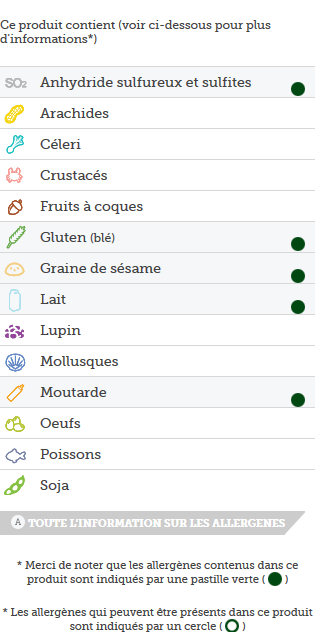 Ce produit contient (voir ci-dessous pour plus
d'informations*)
SO2 Anhydride sulfureux et sulfites
Arachides
Céleri
Crustacés
Fruits à coques
Gluten (blé)
Graine de sésame
Lait
Lupin
Mollusques
Moutarde
Oeufs
Poissons
Soja
A TOUTE L'INFORMATION SUR LES ALLERGENES
* Merci de noter que les allergènes contenus dans ce
produit sont indiqués par une pastille verte ( )
* Les allergènes qui peuvent être présents dans ce produit
sont indiqués par un cercle ( )